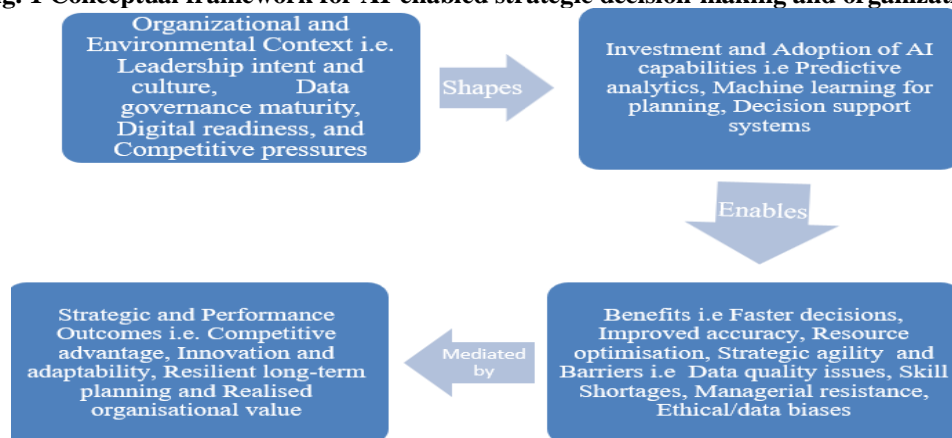 g. 1 Conceptual framework for AI-enabled strategic decision-making and organizati
Organizational and
Environmental Context i.e.
Leadership intent and
culture, Data
governance maturity,
Digital readiness, and
Competitive pressures
Shapes
Investment and Adoption of AI
capabilities i.e Predictive
analytics, Machine learning for
planning, Decision support
systems
Enables
Benefits i.e Faster decisions,
Improved accuracy, Resource
optimisation, Strategic agility and
Barriers i.e Data quality issues, Skill
Shortages, Managerial resistance,
Ethical/data biases
Mediated
by
Strategic and Performance
Outcomes i.e. Competitive
advantage, Innovation and
adaptability, Resilient long-term
planning and Realised
organisational value